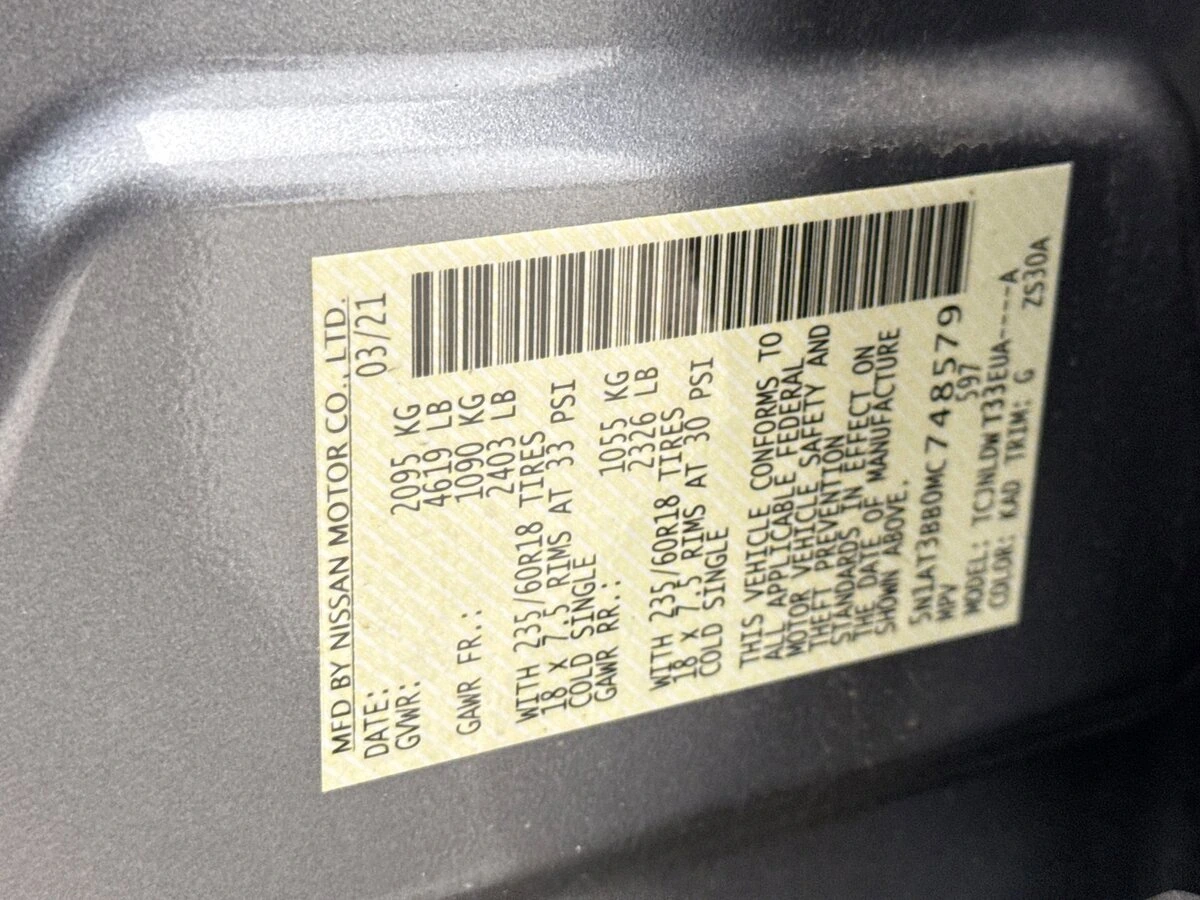 MFD BY NISSAN MOTOR CO., LTD.
DATE: 03/21
GVWR: 2095 KG
4619 LB
GAWR FR.: 1090 KG
2403 LB
WITH 235/60R18 TIRES
18 X 7.5 RIMS AT 33 PSI
COLD SINGLE
GAWR RR.: 1055 KG
2326 LB
WITH 235/60R18 TIRES
18 X 7.5 RIMS AT 30 PSI
COLD SINGLE
THIS VEHICLE CONFORMS TO
ALL APPLICABLE FEDERAL
MOTOR VEHICLE SAFETY AND
THEFT PREVENTION
STANDARDS IN EFFECT ON
THE DATE OF MANUFACTURE
SHOWN ABOVE.
5N1AT3BB0MC748579
MPV S97
MODEL: TCJNLDWT33EUA----A
COLOR: KAD TRIM: G ZS30A